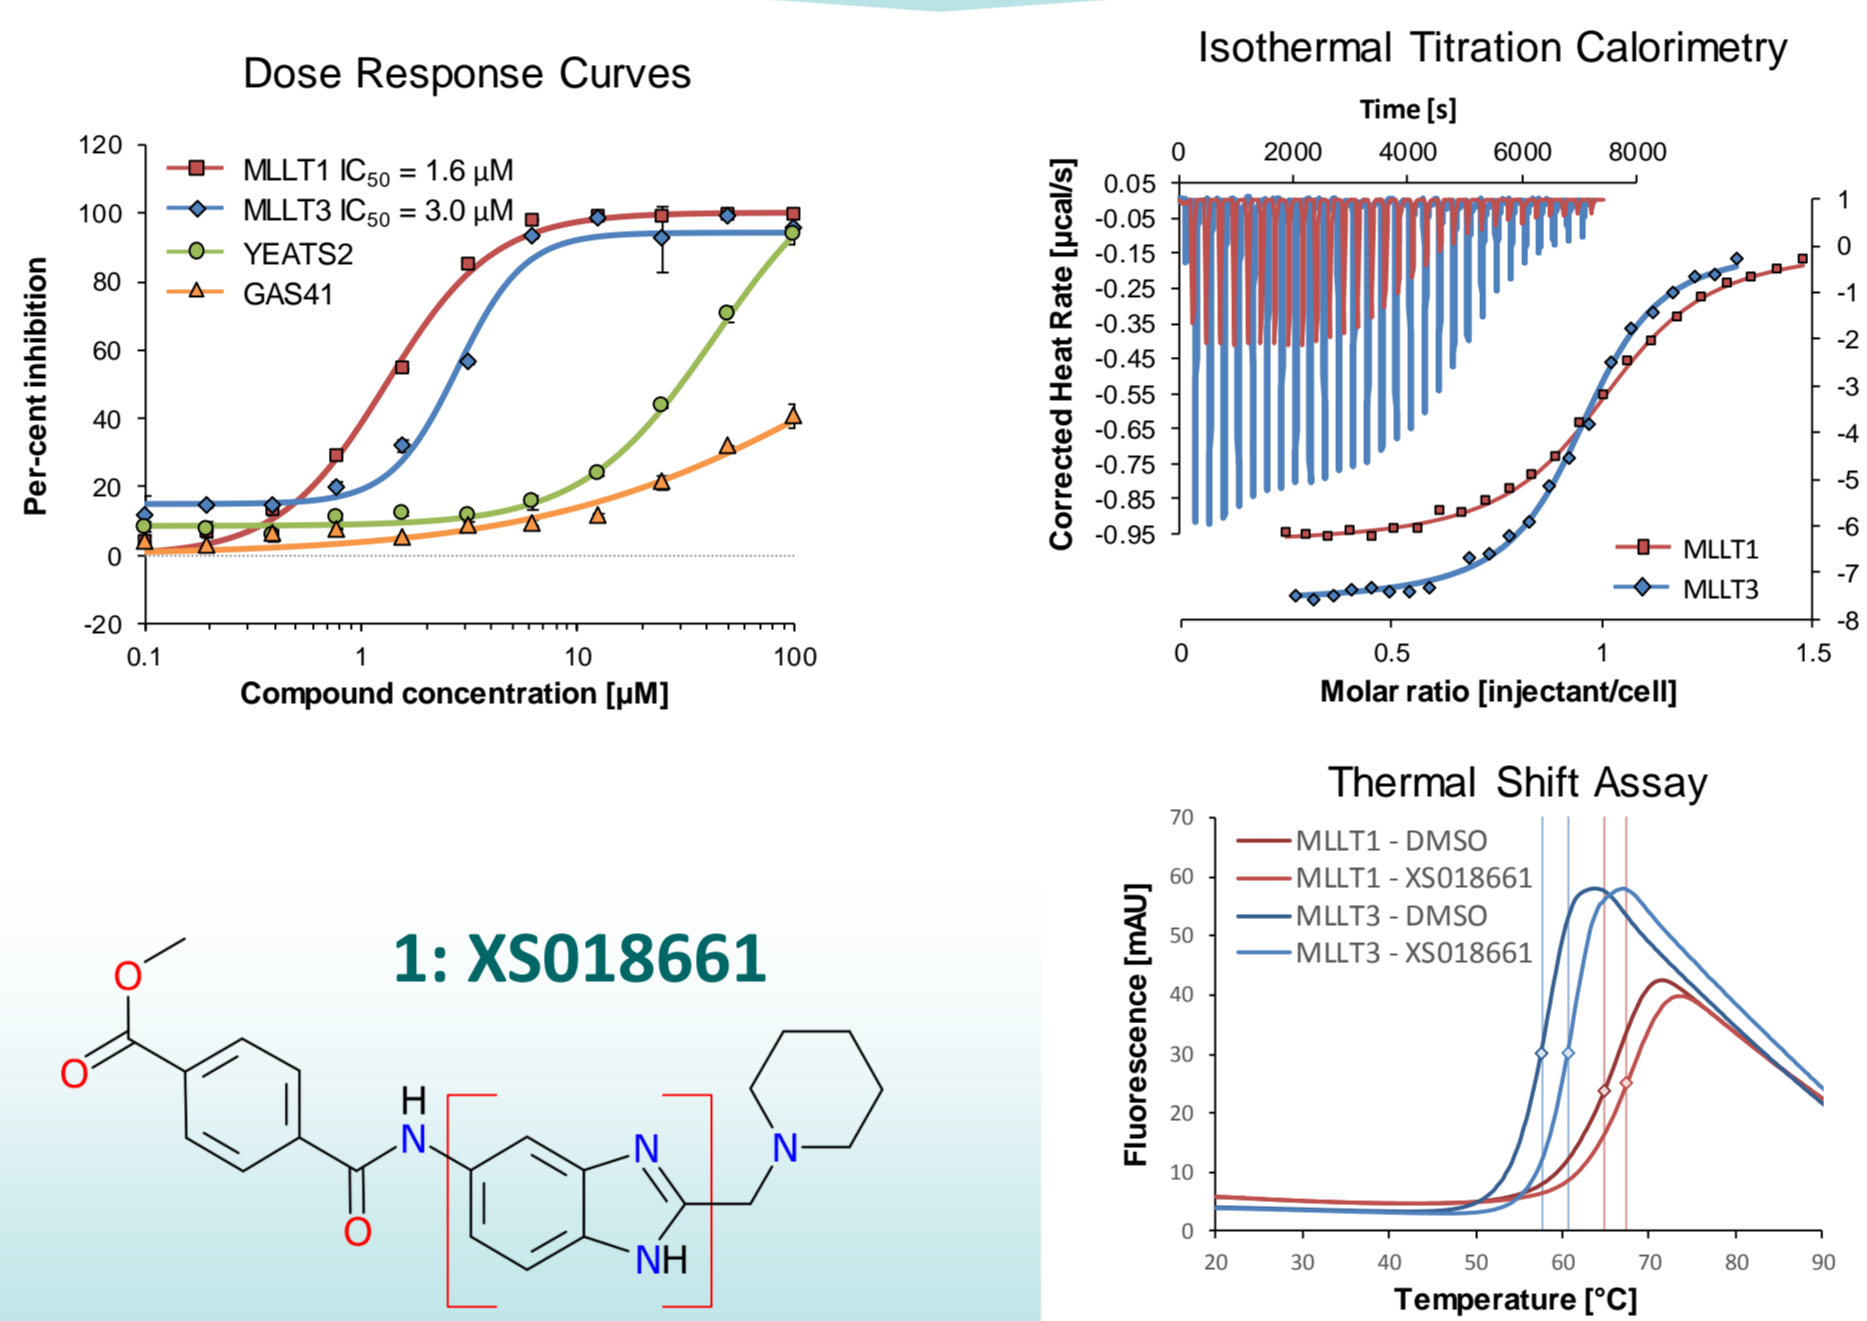 Dose Response Curves
120
100
80
60
40
20
0
-20
Per-cent inhibition
MLLT1 IC50 = 1.6 µM
MLLT3 IC50 = 3.0 µM
YEATS2
GAS41
0.1 1 10 100
Compound concentration [µM]
Isothermal Titration Calorimetry
Time [s]
0 2000 4000 6000 8000
Corrected Heat Rate [µcal/s]
0.05
-0.05
-0.15
-0.25
-0.35
-0.45
-0.55
-0.65
-0.75
-0.85
-0.95
1
0
-1
-2
-3
-4
-5
-6
-7
-8
MLLT1
MLLT3
0 0.5 1 1.5
Molar ratio [injectant/cell]
Thermal Shift Assay
70
60
50
40
30
20
10
0
Fluorescence [mAU]
MLLT1 - DMSO
MLLT1 - XS018661
MLLT3 - DMSO
MLLT3 - XS018661
20 30 40 50 60 70 80 90
Temperature [°C]
1: XS018661
O
O
H
N
O
N
NH
N